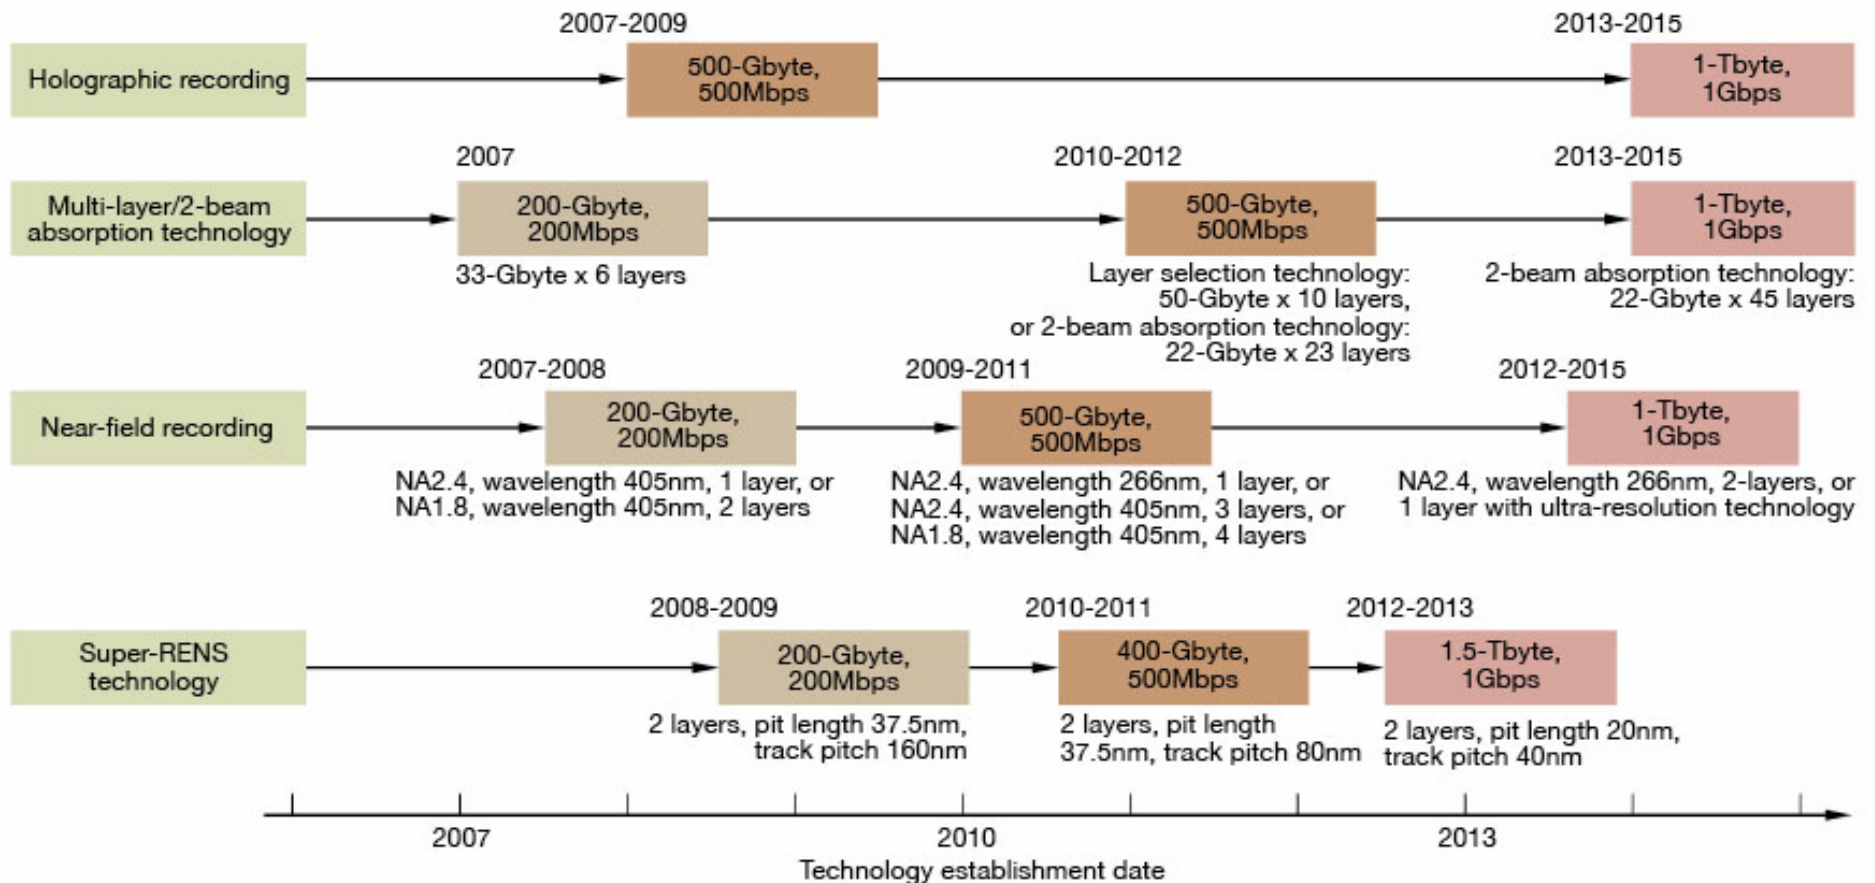 2007-2009
2013-2015
Holographic recording
500-Gbyte,
500Mbps
1-Tbyte,
1Gbps
2007
2010-2012
2013-2015
Multi-layer/2-beam
absorption technology
200-Gbyte,
200Mbps
500-Gbyte,
500Mbps
1-Tbyte,
1Gbps
33-Gbyte x 6 layers
Layer selection technology:
50-Gbyte x 10 layers,
or 2-beam absorption technology:
22-Gbyte x 23 layers
2-beam absorption technology:
22-Gbyte x 45 layers
2007-2008
2009-2011
2012-2015
Near-field recording
200-Gbyte,
200Mbps
500-Gbyte,
500Mbps
1-Tbyte,
1Gbps
NA2.4, wavelength 405nm, 1 layer, or
NA1.8, wavelength 405nm, 2 layers
NA2.4, wavelength 266nm, 1 layer, or
NA2.4, wavelength 405nm, 3 layers, or
NA1.8, wavelength 405nm, 4 layers
NA2.4, wavelength 266nm, 2-layers, or
1 layer with ultra-resolution technology
2008-2009
2010-2011
2012-2013
Super-RENS
technology
200-Gbyte,
200Mbps
400-Gbyte,
500Mbps
1.5-Tbyte,
1Gbps
2 layers, pit length 37.5nm,
track pitch 160nm
2 layers, pit length
37.5nm, track pitch 80nm
2 layers, pit length 20nm,
track pitch 40nm
2007
2010
2013
Technology establishment date